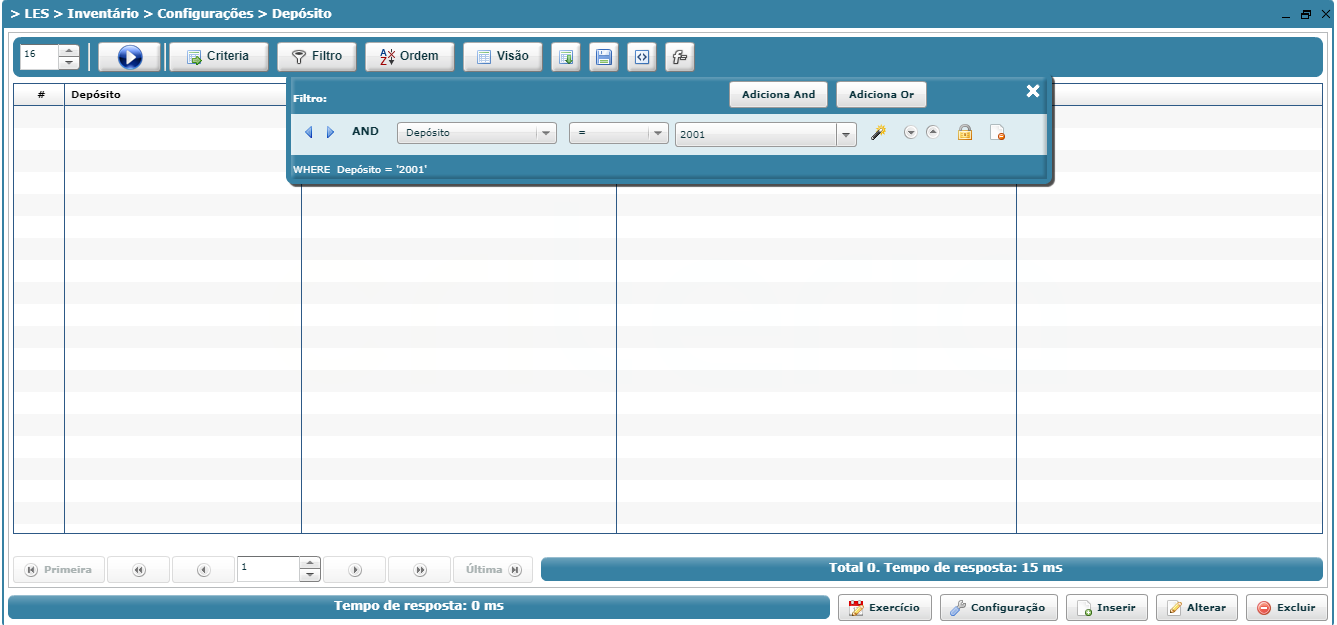 > LES > Inventário > Configurações > Depósito
16 Criteria Filtro Ordem Visão
# Depósito
Filtro: Adiciona And Adiciona Or
AND Depósito = 2001
WHERE Depósito = '2001'
Primeira 1 Última Total 0. Tempo de resposta: 15 ms
Tempo de resposta: 0 ms Exercício Configuração Inserir Alterar Excluir